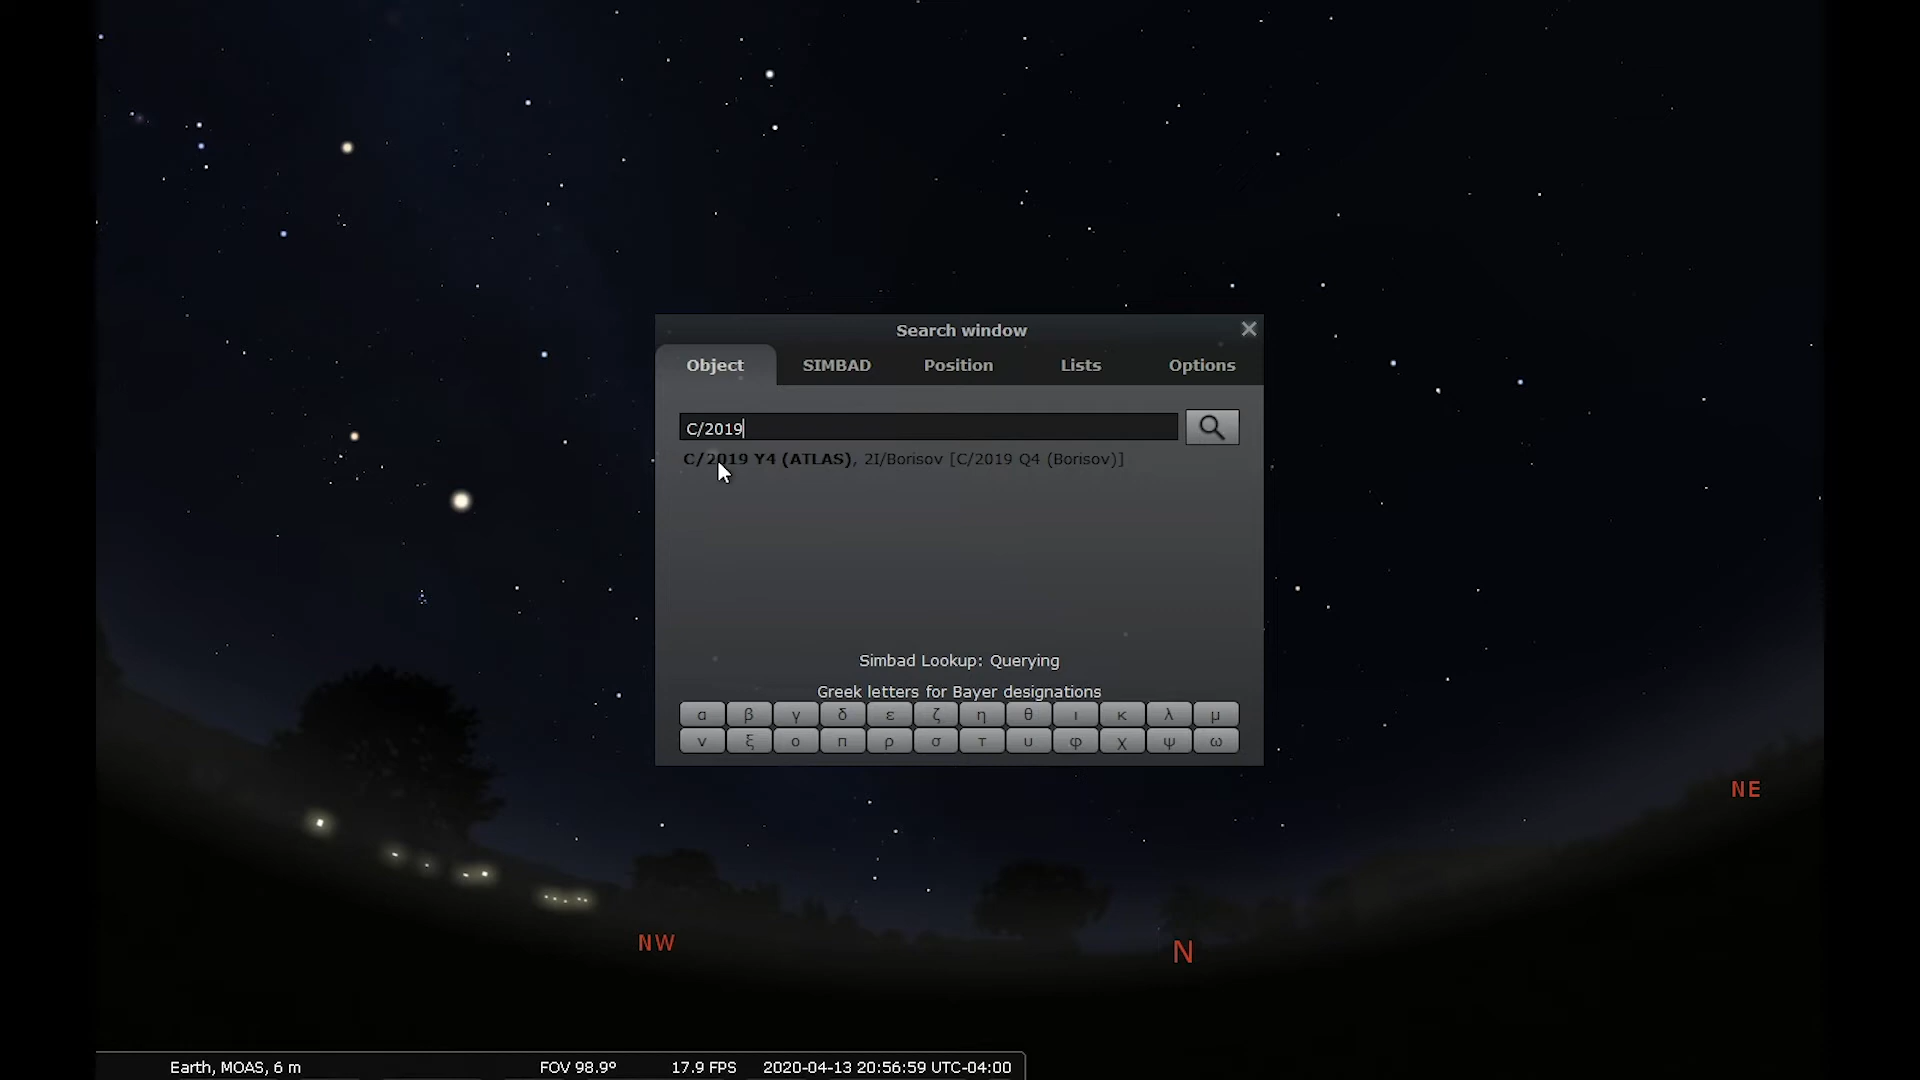 Search window
Object SIMBAD Position Lists Options
C/2019
C/2019 Y4 (ATLAS), 2I/Borisov [C/2019 Q4 (Borisov)]
Simbad Lookup: Querying
Greek letters for Bayer designations
α β γ δ ε ζ η θ ι κ λ μ
ν ξ ο π ρ σ τ υ φ χ ψ ω
NE
NW
N
Earth, MOAS, 6 m FOV 98.9° 17.9 FPS 2020-04-13 20:56:59 UTC-04:00